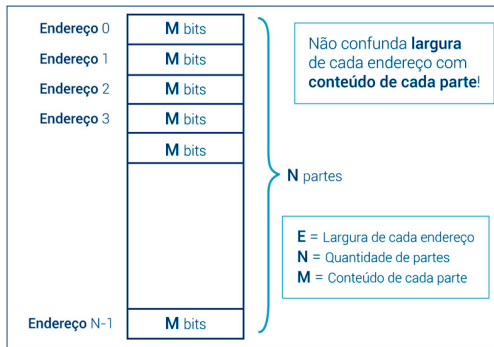 Endereço 0 M bits
Endereço 1 M bits
Endereço 2 M bits
Endereço 3 M bits
M bits
Endereço N-1 M bits
N partes
Não confunda largura
de cada endereço com
conteúdo de cada parte!
E = Largura de cada endereço
N = Quantidade de partes
M = Conteúdo de cada parte